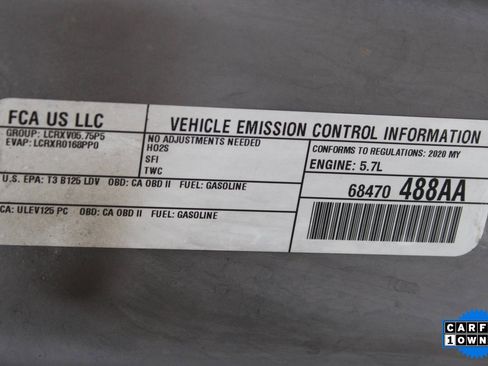 FCA US LLC
GROUP: LCRXV05.75P5
EVAP: LCRXR0168PP0
VEHICLE EMISSION CONTROL INFORMATION
NO ADJUSTMENTS NEEDED
HO2S
SFI
TWC
CONFORMS TO REGULATIONS: 2020 MY
ENGINE: 5.7L
U.S. EPA: T3 B125 LDV OBD: CA OBD II FUEL: GASOLINE
CA: ULEV125 PC OBD: CA OBD II FUEL: GASOLINE
68470 488AA
CARF
1 OWN